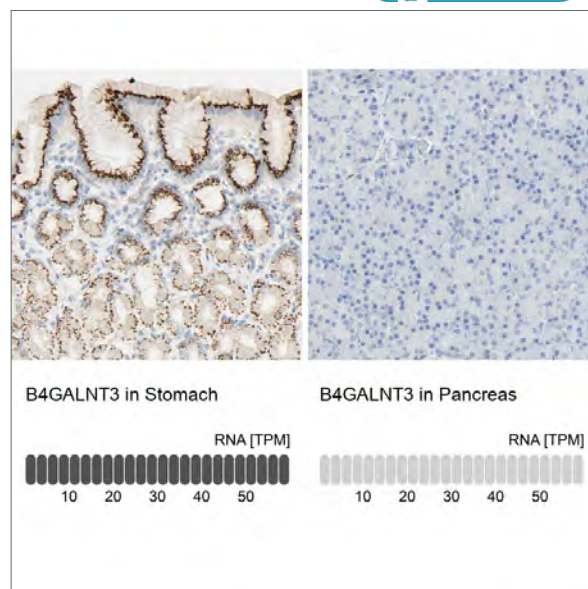 B4GALNT3 in Stomach
B4GALNT3 in Pancreas
RNA [TPM]
RNA [TPM]
10 20 30 40 50
10 20 30 40 50